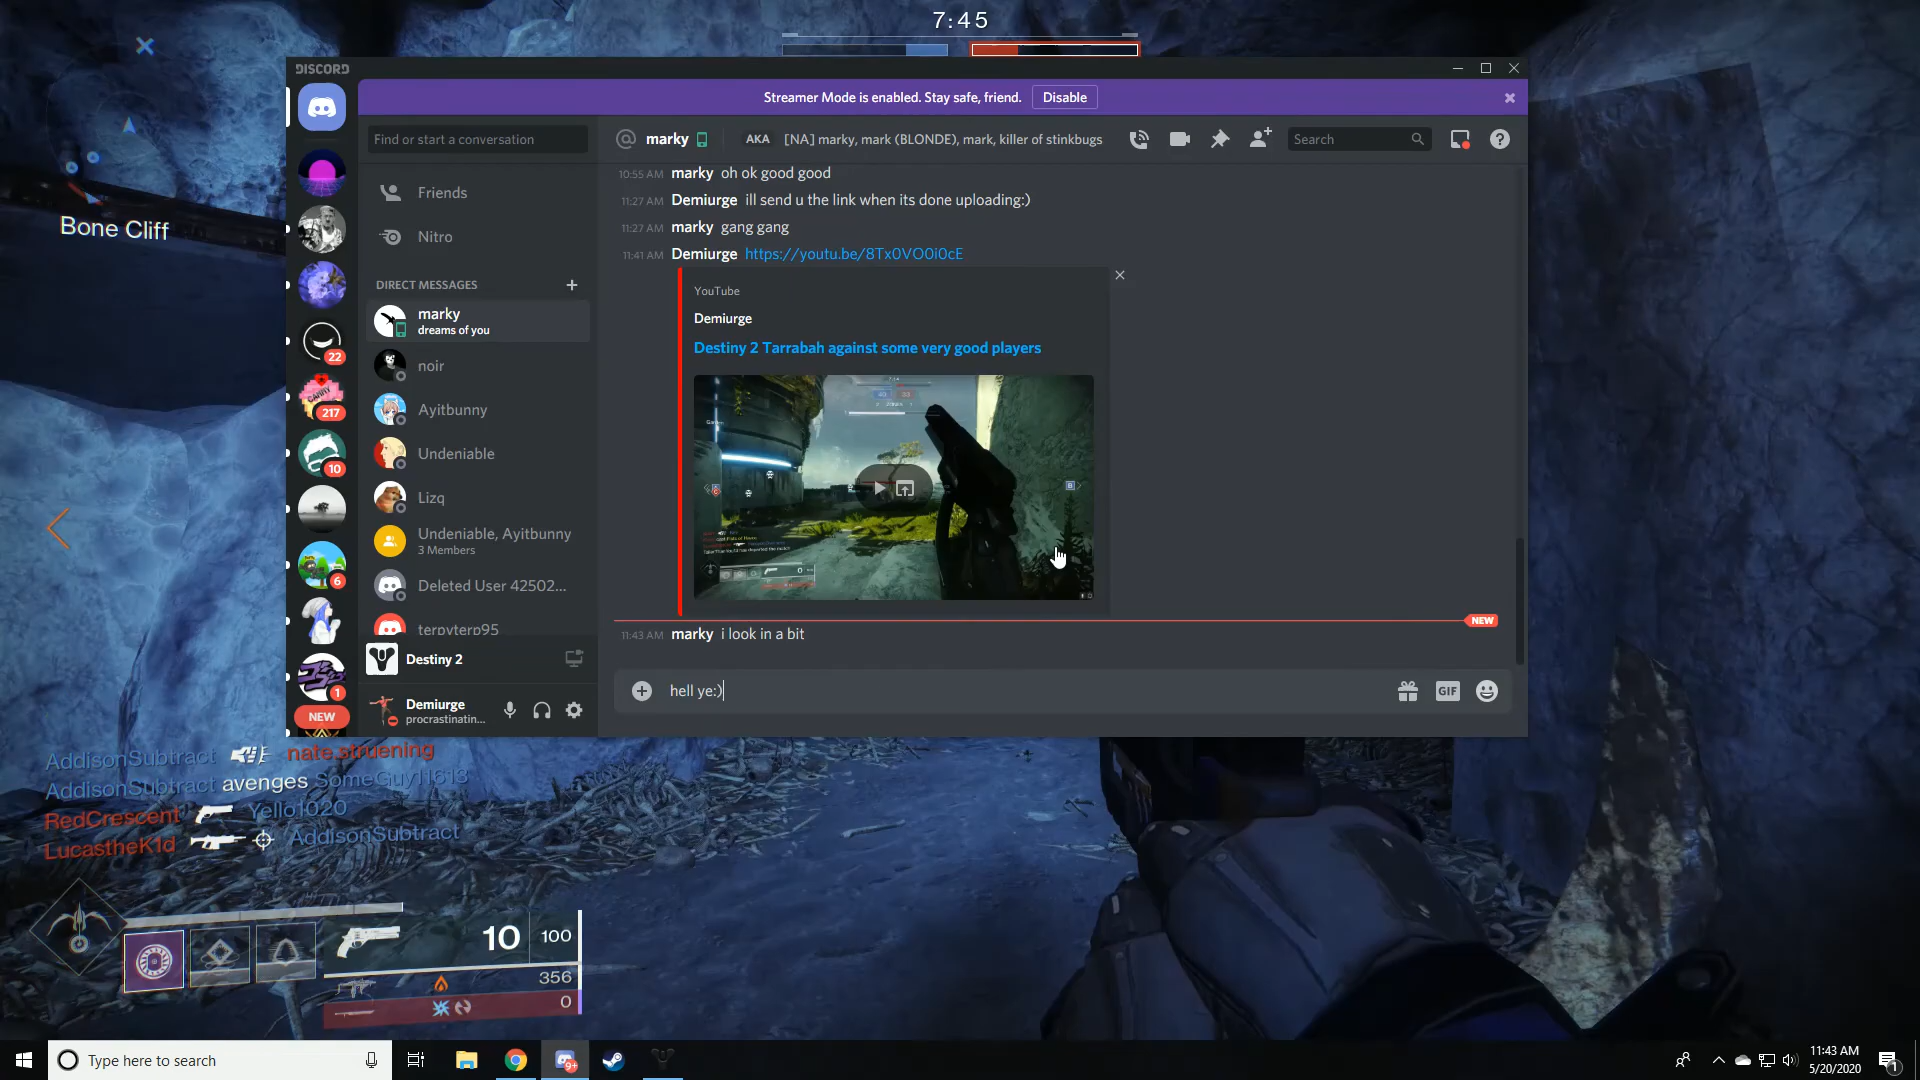 7:45
DISCORD
Streamer Mode is enabled. Stay safe, friend. Disable
Find or start a conversation
marky AKA [NA] marky, mark (BLONDE), mark, killer of stinkbugs
Search
Bone Cliff
Friends
Nitro
DIRECT MESSAGES
marky
dreams of you
noir
Ayitbunny
Undeniable
Lizq
Undeniable, Ayitbunny
3 Members
Deleted User 42502...
terpyterp95
Destiny 2
Demiurge
procrastinatin...
22
217
10
6
1
NEW
10:55 AM marky oh ok good good
11:27 AM Demiurge ill send u the link when its done uploading:)
11:27 AM marky gang gang
11:41 AM Demiurge https://youtu.be/8Tx0VO0i0cE
YouTube
Demiurge
Destiny 2 Tarrabah against some very good players
NEW
11:43 AM marky i look in a bit
hell ye:)
GIF
AddisonSubtract nate.struening
AddisonSubtract avenges SomeGuy11613
RedCrescent Yello1020
LucastheK1d AddisonSubtract
10 100
356
0
Type here to search
9+
11:43 AM
5/20/2020
1